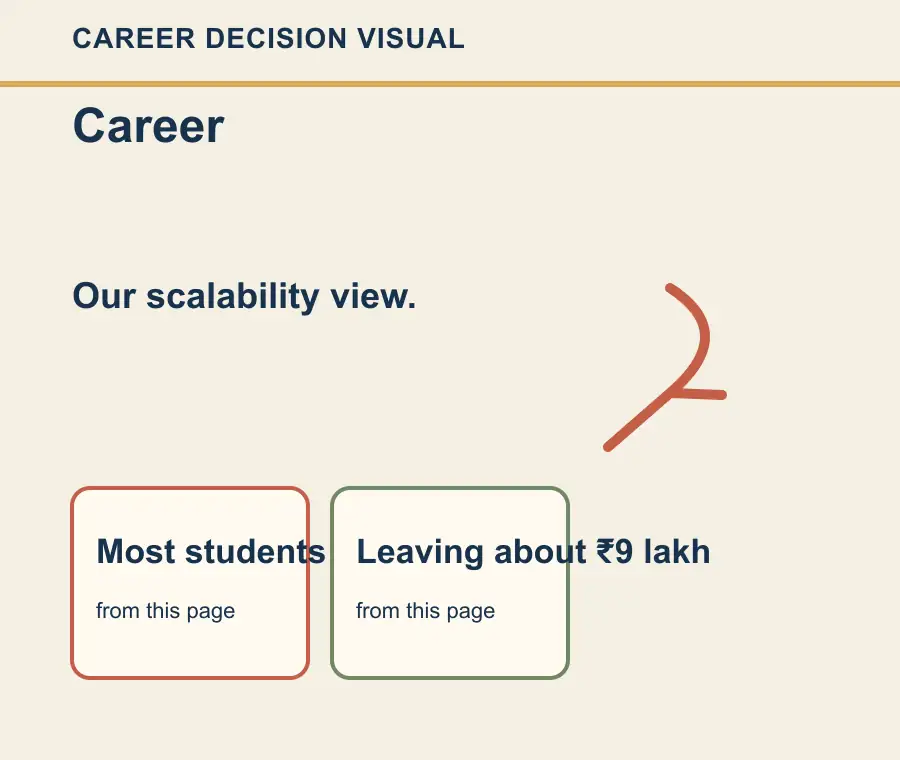 CAREER DECISION VISUAL
Career
Our scalability view.
Most students
from this page
Leaving about ₹9 lakh
from this page